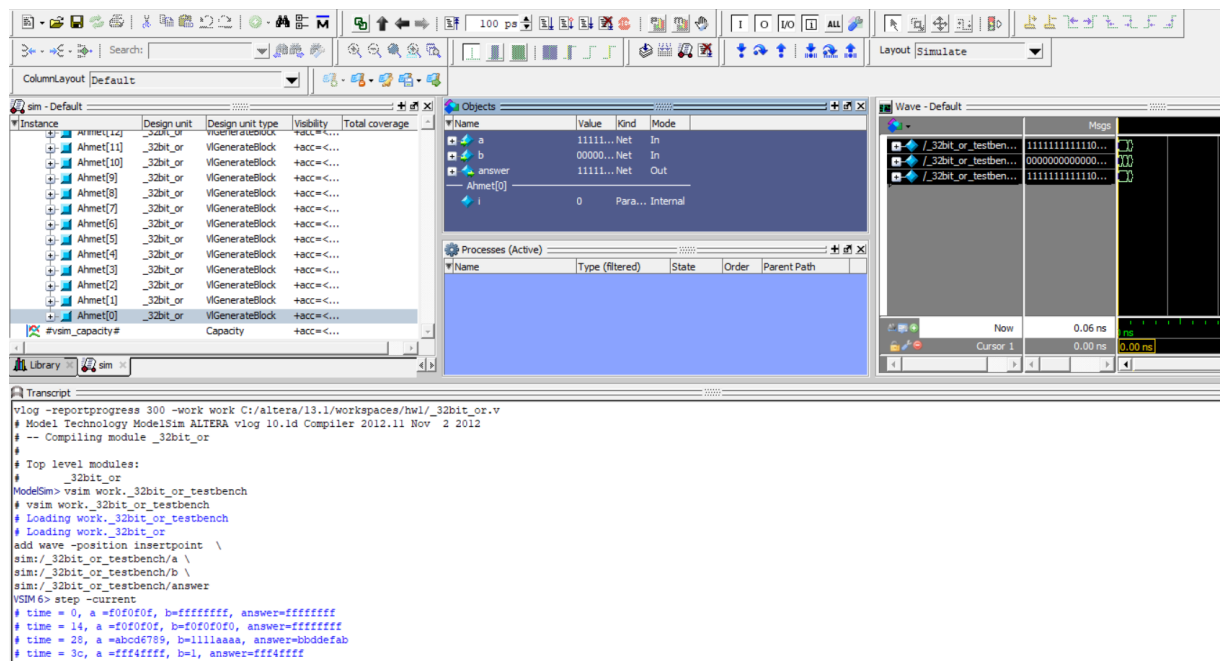 100 ps
I O I/O ALL
Search:
Layout Simulate
ColumnLayout Default
sim - Default
Instance Design unit Design unit type Visibility Total coverage
Ahmet[12] _32bit_or VlGenerateBlock +acc=<...
Ahmet[11] _32bit_or VlGenerateBlock +acc=<...
Ahmet[10] _32bit_or VlGenerateBlock +acc=<...
Ahmet[9] _32bit_or VlGenerateBlock +acc=<...
Ahmet[8] _32bit_or VlGenerateBlock +acc=<...
Ahmet[7] _32bit_or VlGenerateBlock +acc=<...
Ahmet[6] _32bit_or VlGenerateBlock +acc=<...
Ahmet[5] _32bit_or VlGenerateBlock +acc=<...
Ahmet[4] _32bit_or VlGenerateBlock +acc=<...
Ahmet[3] _32bit_or VlGenerateBlock +acc=<...
Ahmet[2] _32bit_or VlGenerateBlock +acc=<...
Ahmet[1] _32bit_or VlGenerateBlock +acc=<...
Ahmet[0] _32bit_or VlGenerateBlock +acc=<...
#vsim_capacity# Capacity +acc=<...
Library sim
Objects
Name Value Kind Mode
a 11111... Net In
b 00000... Net In
answer 11111... Net Out
Ahmet[0]
i 0 Para... Internal
Processes (Active)
Name Type (filtered) State Order Parent Path
Wave - Default
Msgs
/_32bit_or_testben... 1111111111110...
/_32bit_or_testben... 0000000000000...
/_32bit_or_testben... 1111111111110...
Now 0.06 ns ns
Cursor 1 0.00 ns 0.00 ns
Transcript
vlog -reportprogress 300 -work work C:/altera/13.1/workspaces/hw1/_32bit_or.v
# Model Technology ModelSim ALTERA vlog 10.1d Compiler 2012.11 Nov  2 2012
# -- Compiling module _32bit_or
#
# Top level modules:
# _32bit_or
ModelSim> vsim work._32bit_or_testbench
# vsim work._32bit_or_testbench
# Loading work._32bit_or_testbench
# Loading work._32bit_or
add wave -position insertpoint  \
sim:/_32bit_or_testbench/a \
sim:/_32bit_or_testbench/b \
sim:/_32bit_or_testbench/answer
VSIM 6> step -current
# time = 0, a =f0f0f0f, b=ffffffff, answer=ffffffff
# time = 14, a =f0f0f0f, b=f0f0f0f0, answer=ffffffff
# time = 28, a =abcd6789, b=1111aaaa, answer=bbddefab
# time = 3c, a =fff4ffff, b=1, answer=fff4ffff